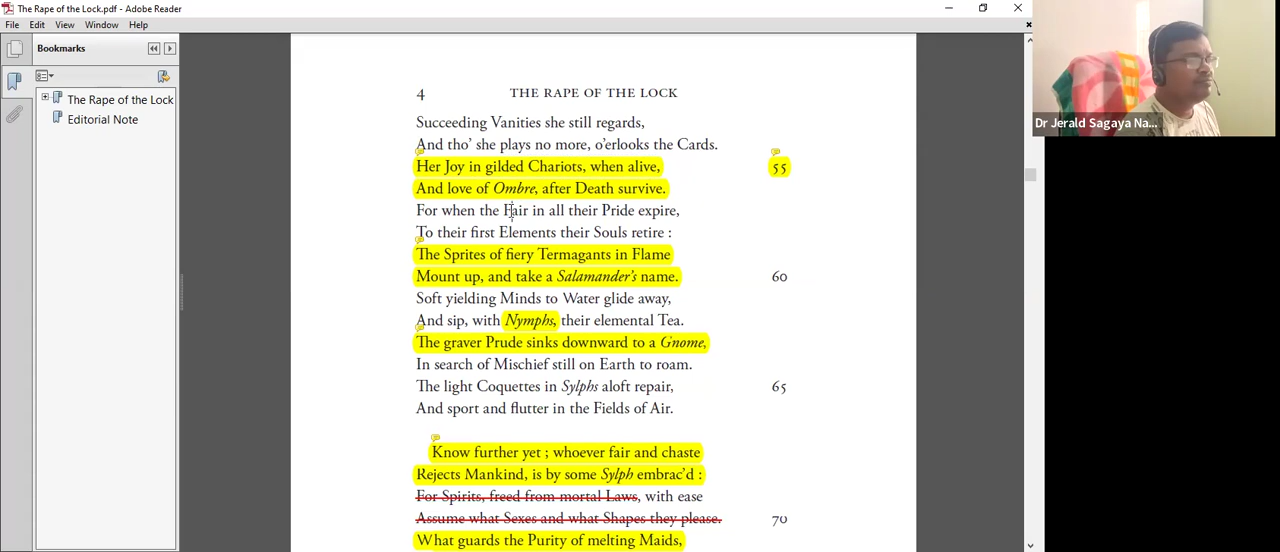 The Rape of the Lock.pdf - Adobe Reader
File Edit View Window Help
Bookmarks
The Rape of the Lock
Editorial Note
4 THE RAPE OF THE LOCK
Succeeding Vanities she still regards,
And tho' she plays no more, o'erlooks the Cards.
Her Joy in gilded Chariots, when alive, 55
And love of Ombre, after Death survive.
For when the Fair in all their Pride expire,
To their first Elements their Souls retire :
The Sprites of fiery Termagants in Flame
Mount up, and take a Salamander's name. 60
Soft yielding Minds to Water glide away,
And sip, with Nymphs, their elemental Tea.
The graver Prude sinks downward to a Gnome,
In search of Mischief still on Earth to roam.
The light Coquettes in Sylphs aloft repair, 65
And sport and flutter in the Fields of Air.
Know further yet ; whoever fair and chaste
Rejects Mankind, is by some Sylph embrac'd :
For Spirits, freed from mortal Laws, with ease
Assume what Sexes and what Shapes they please. 70
What guards the Purity of melting Maids,
Dr Jerald Sagaya Na...